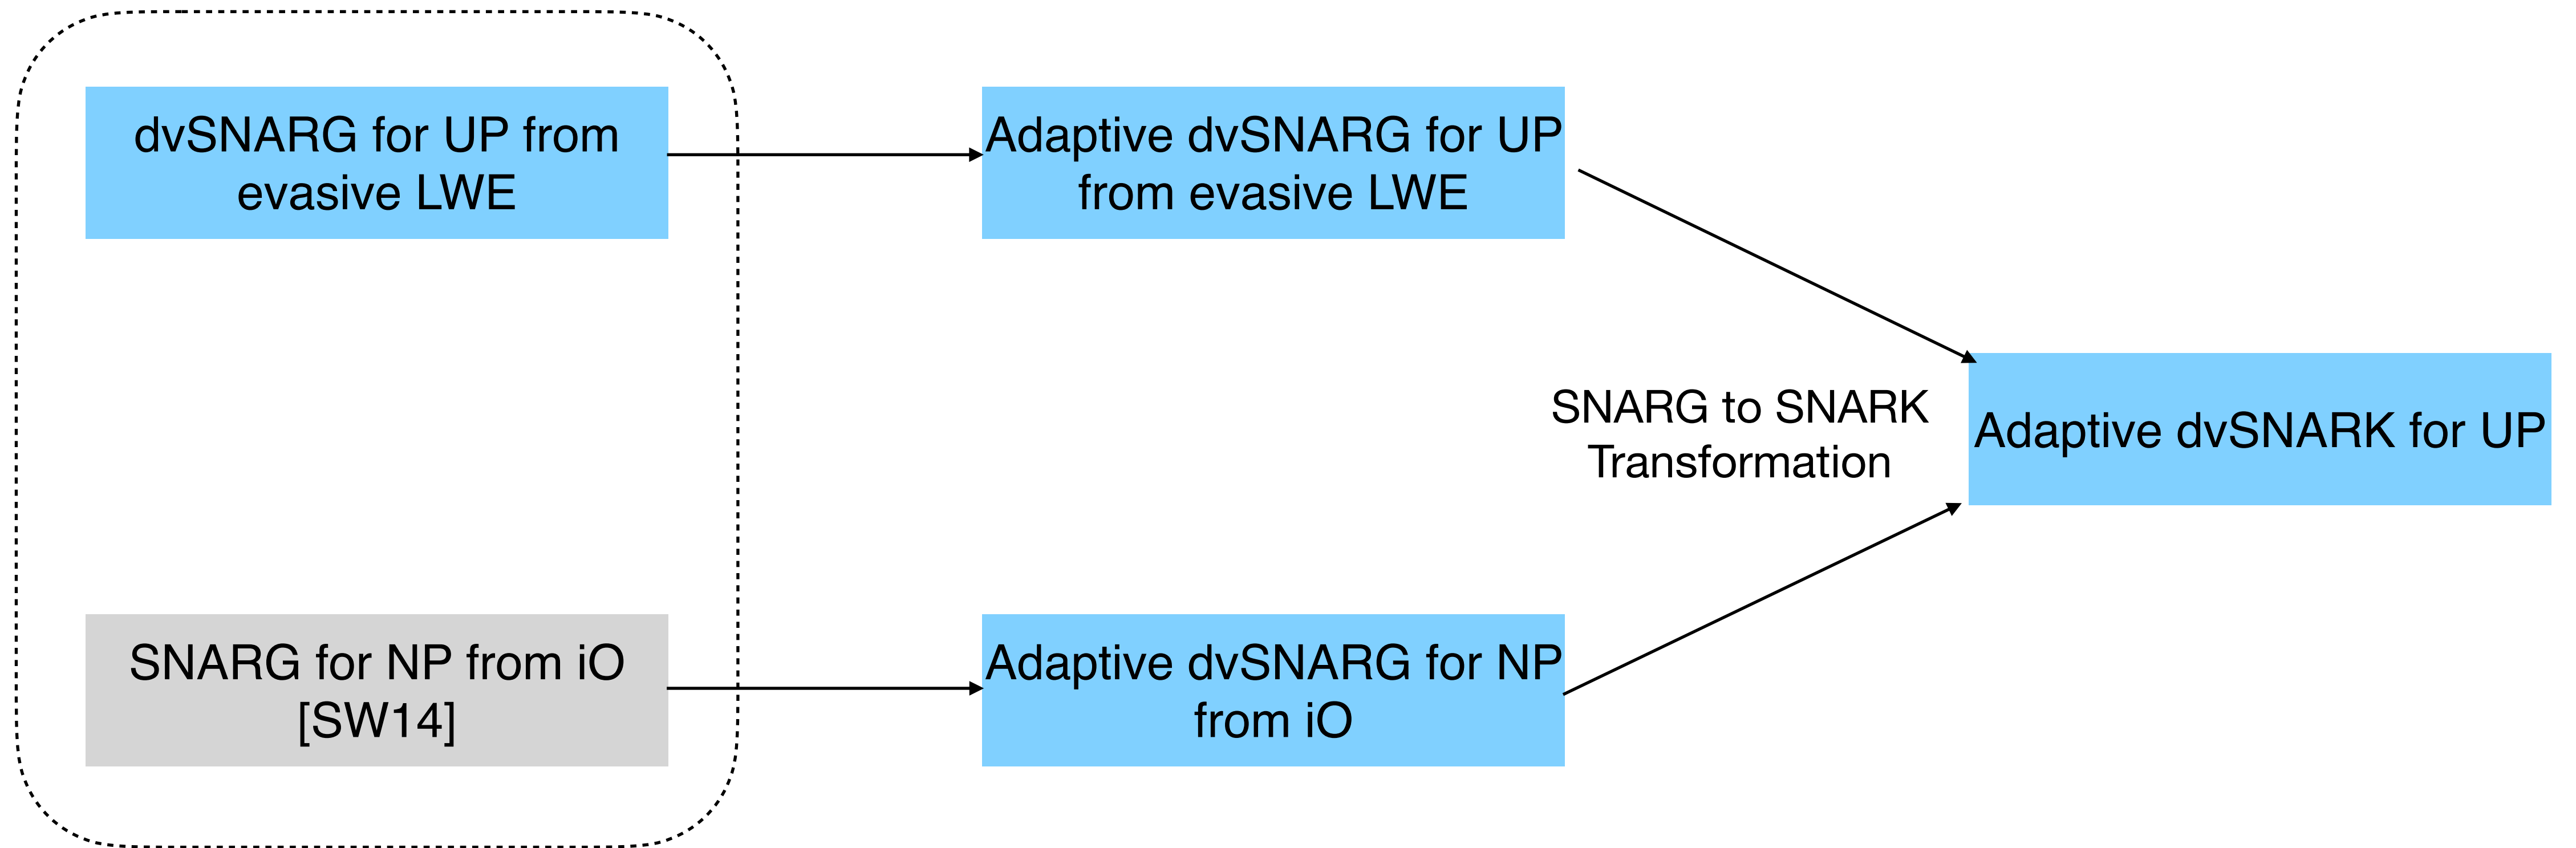 dvSNARG for UP from
evasive LWE
Adaptive dvSNARG for UP
from evasive LWE
SNARG to SNARK
Transformation
Adaptive dvSNARK for UP
SNARG for NP from iO
[SW14]
Adaptive dvSNARG for NP
from iO